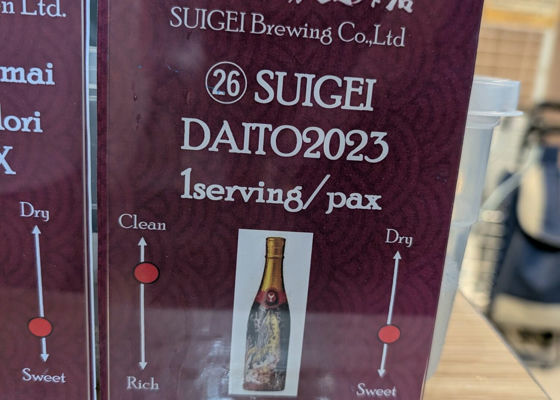 n Ltd.
mai
lori
X
Dry
Sweet
SUIGEI Brewing Co.,Ltd
26 SUIGEI
DAITO2023
1serving/pax
Clean
Rich
Dry
Sweet